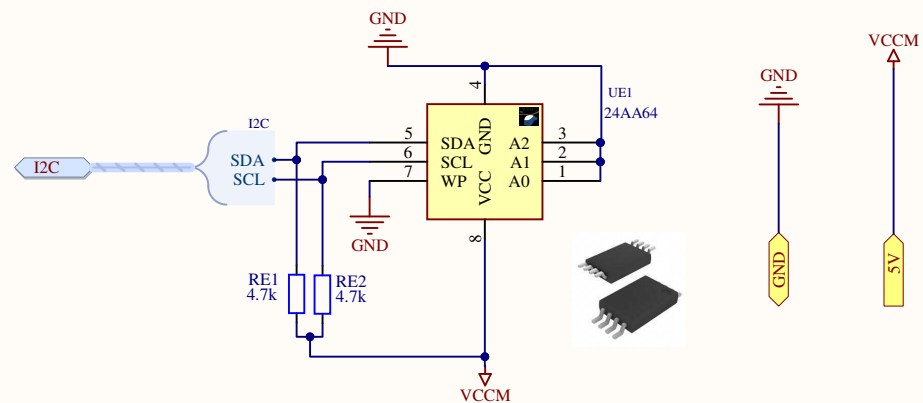 GND
VCCM
GND
4
UE1
24AA64
I2C
5
SDA
GND
A2
3
I2C
SDA
6
SCL
A1
2
SCL
7
WP
VCC
A0
1
GND
8
GND
5V
RE1
4.7k
RE2
4.7k
VCCM